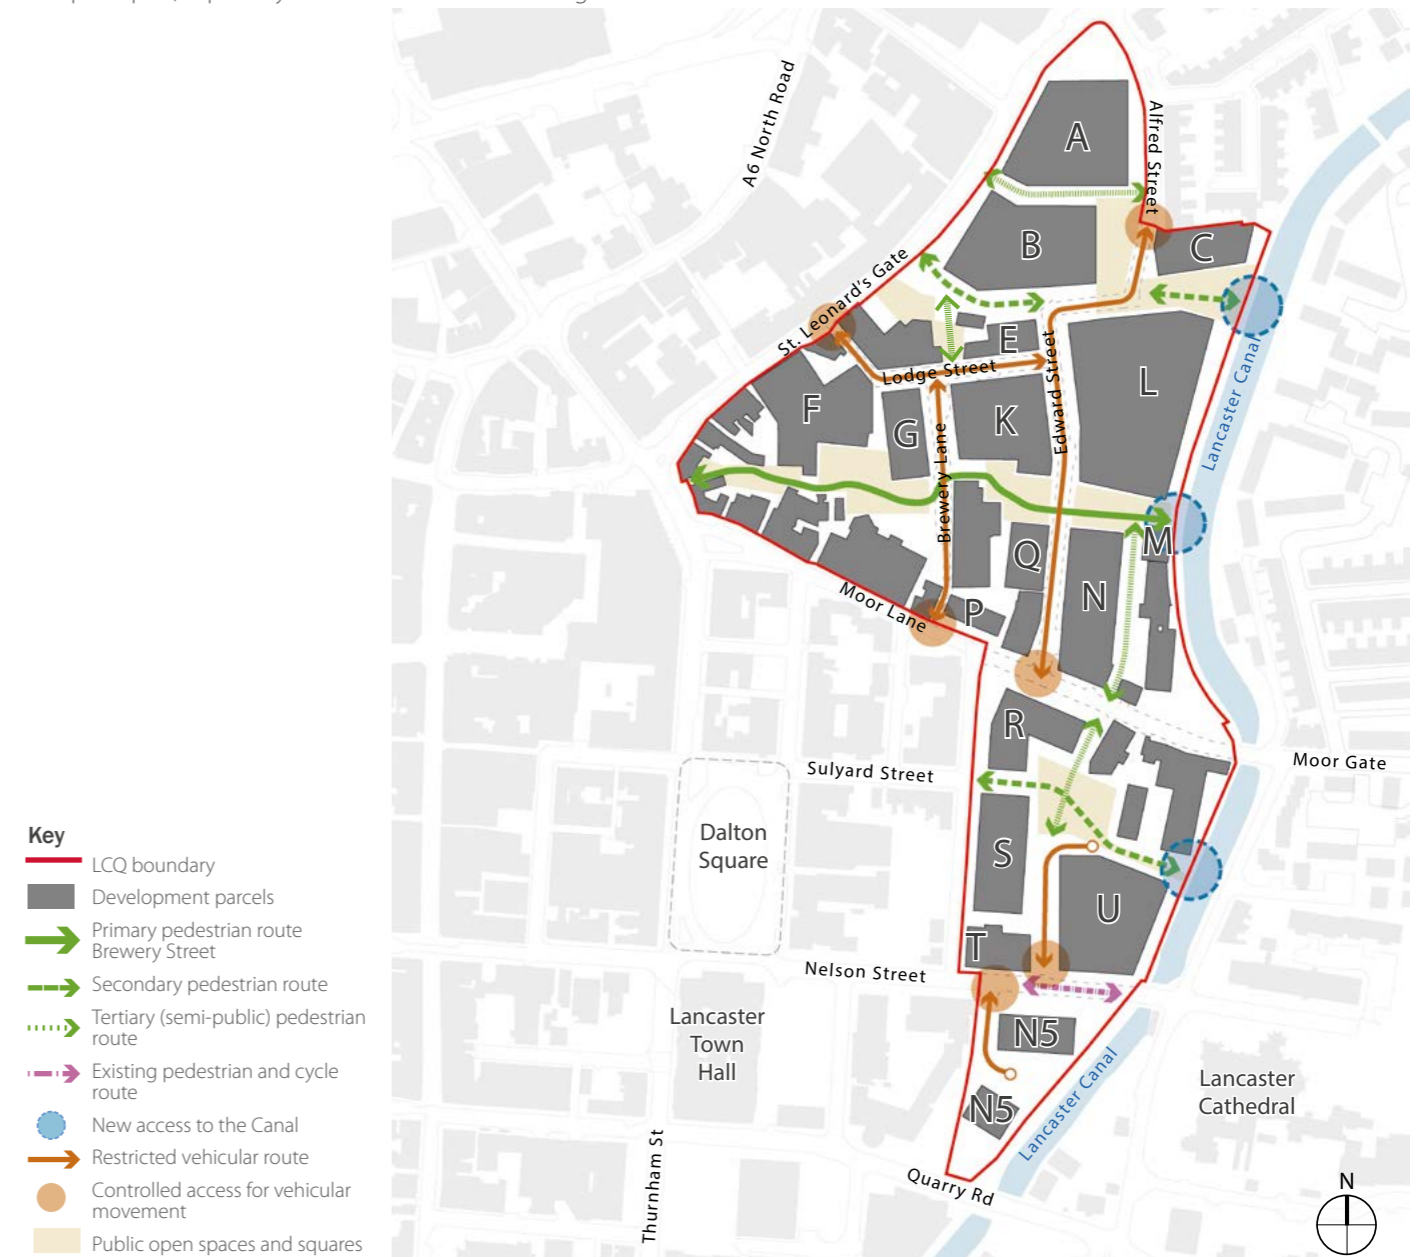 A6 North Road
Alfred Street
A
B
C
St. Leonard's Gate
E
Lodge Street
Edward Street
L
Lancaster Canal
F
G
K
Brewery Lane
M
Q
N
Moor Lane
P
R
Moor Gate
Sulyard Street
Dalton
Square
S
U
T
Nelson Street
Lancaster
Town
Hall
N5
N5
Lancaster Canal
Lancaster
Cathedral
Quarry Rd
Thurnham St
N
Key
LCQ boundary
Development parcels
Primary pedestrian route
Brewery Street
Secondary pedestrian route
Tertiary (semi-public) pedestrian
route
Existing pedestrian and cycle
route
New access to the Canal
Restricted vehicular route
Controlled access for vehicular
movement
Public open spaces and squares